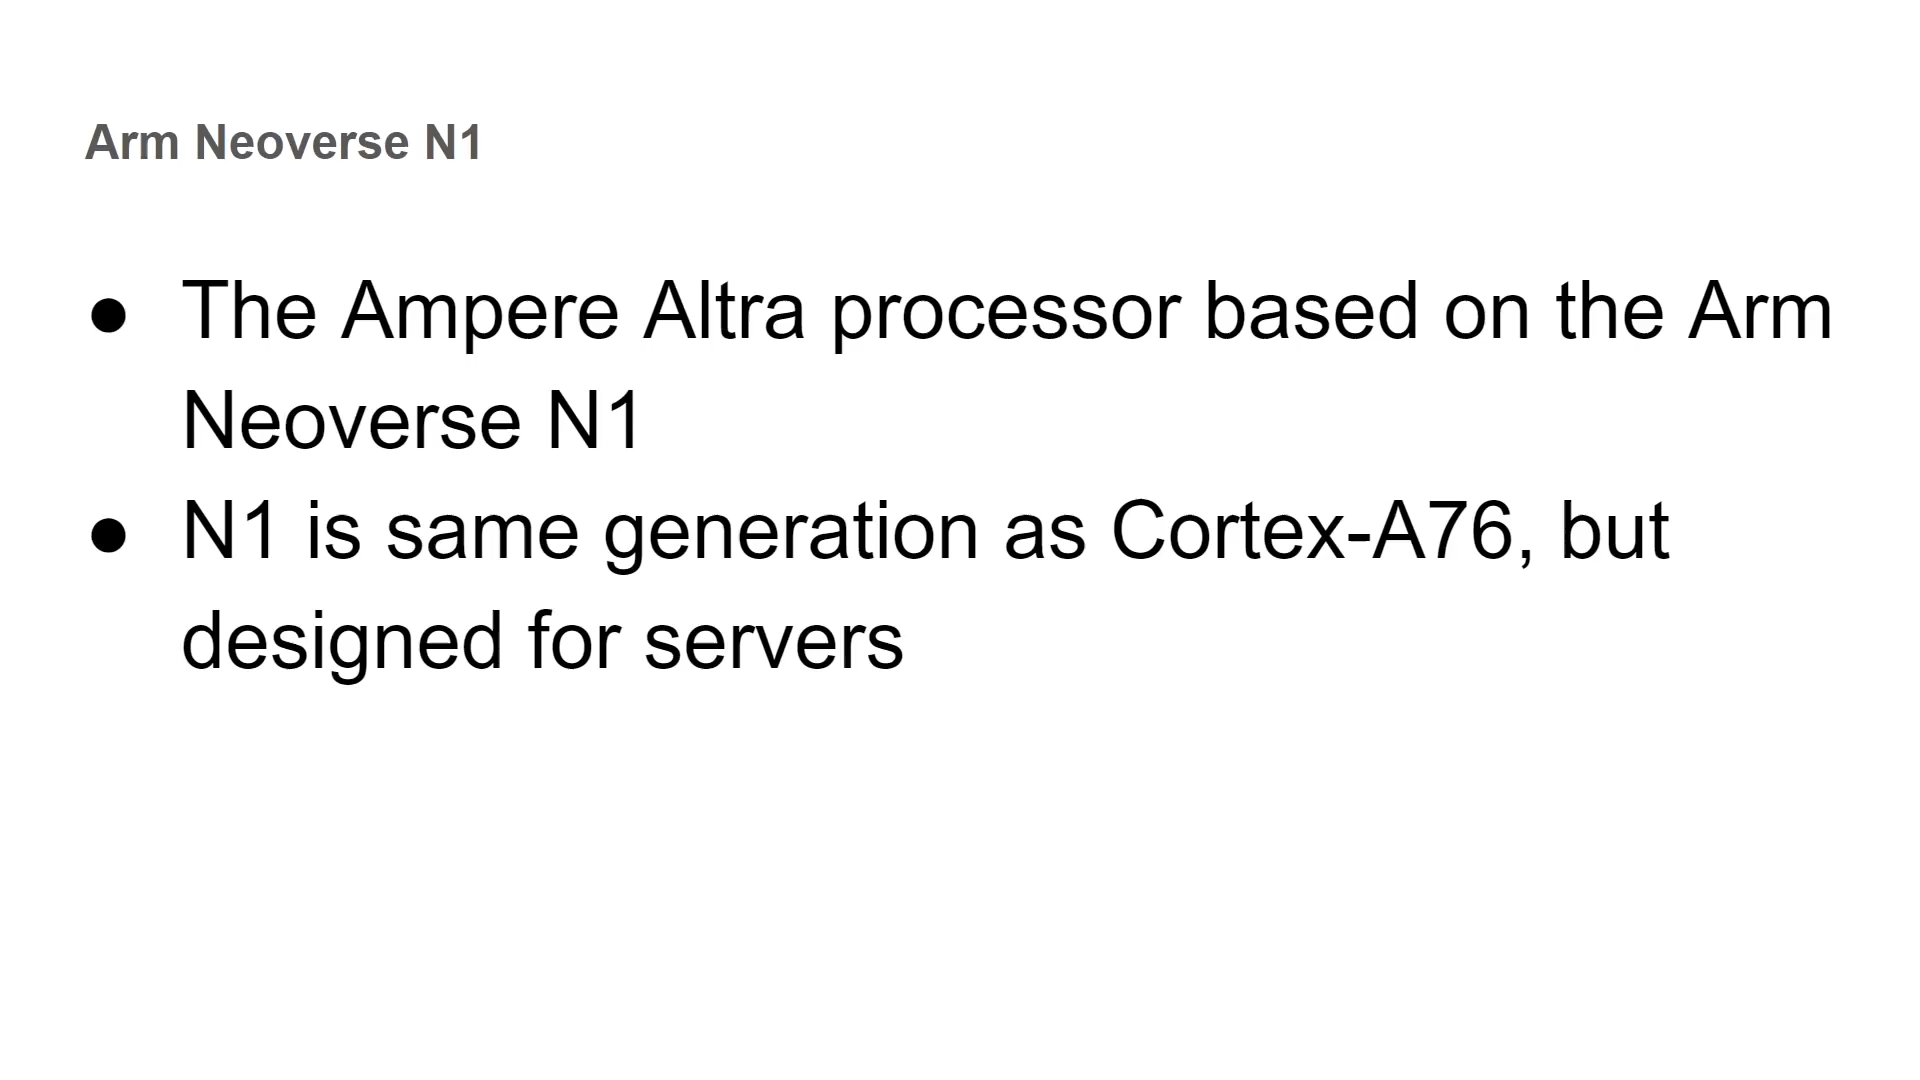 Arm Neoverse N1
● The Ampere Altra processor based on the Arm
Neoverse N1
● N1 is same generation as Cortex-A76, but
designed for servers